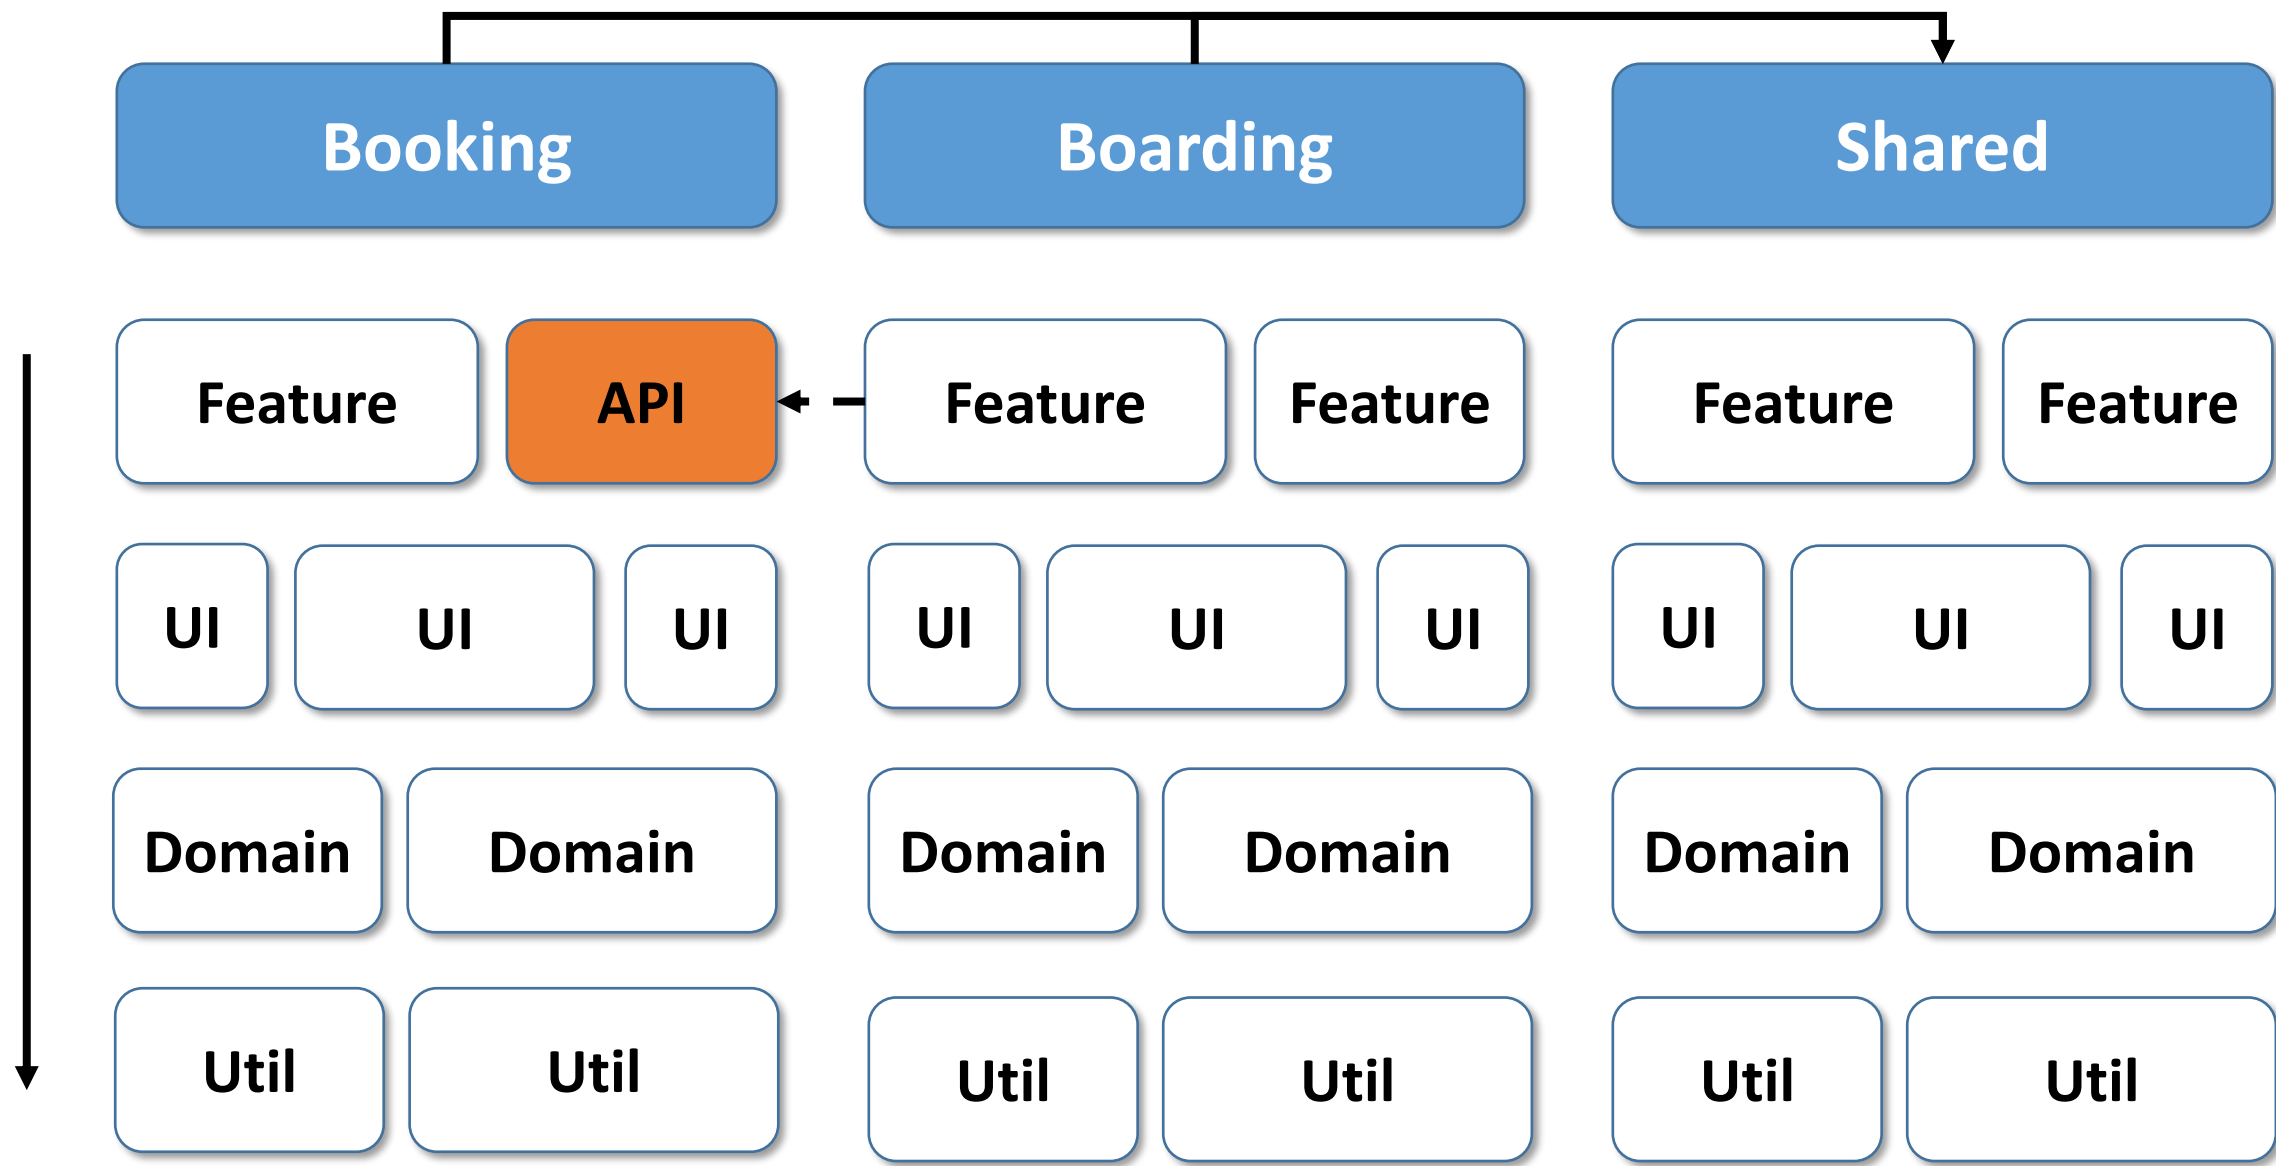 Booking Boarding Shared
Feature API Feature Feature Feature Feature
UI UI UI UI UI UI UI UI UI
Domain Domain Domain Domain Domain Domain
Util Util Util Util Util Util